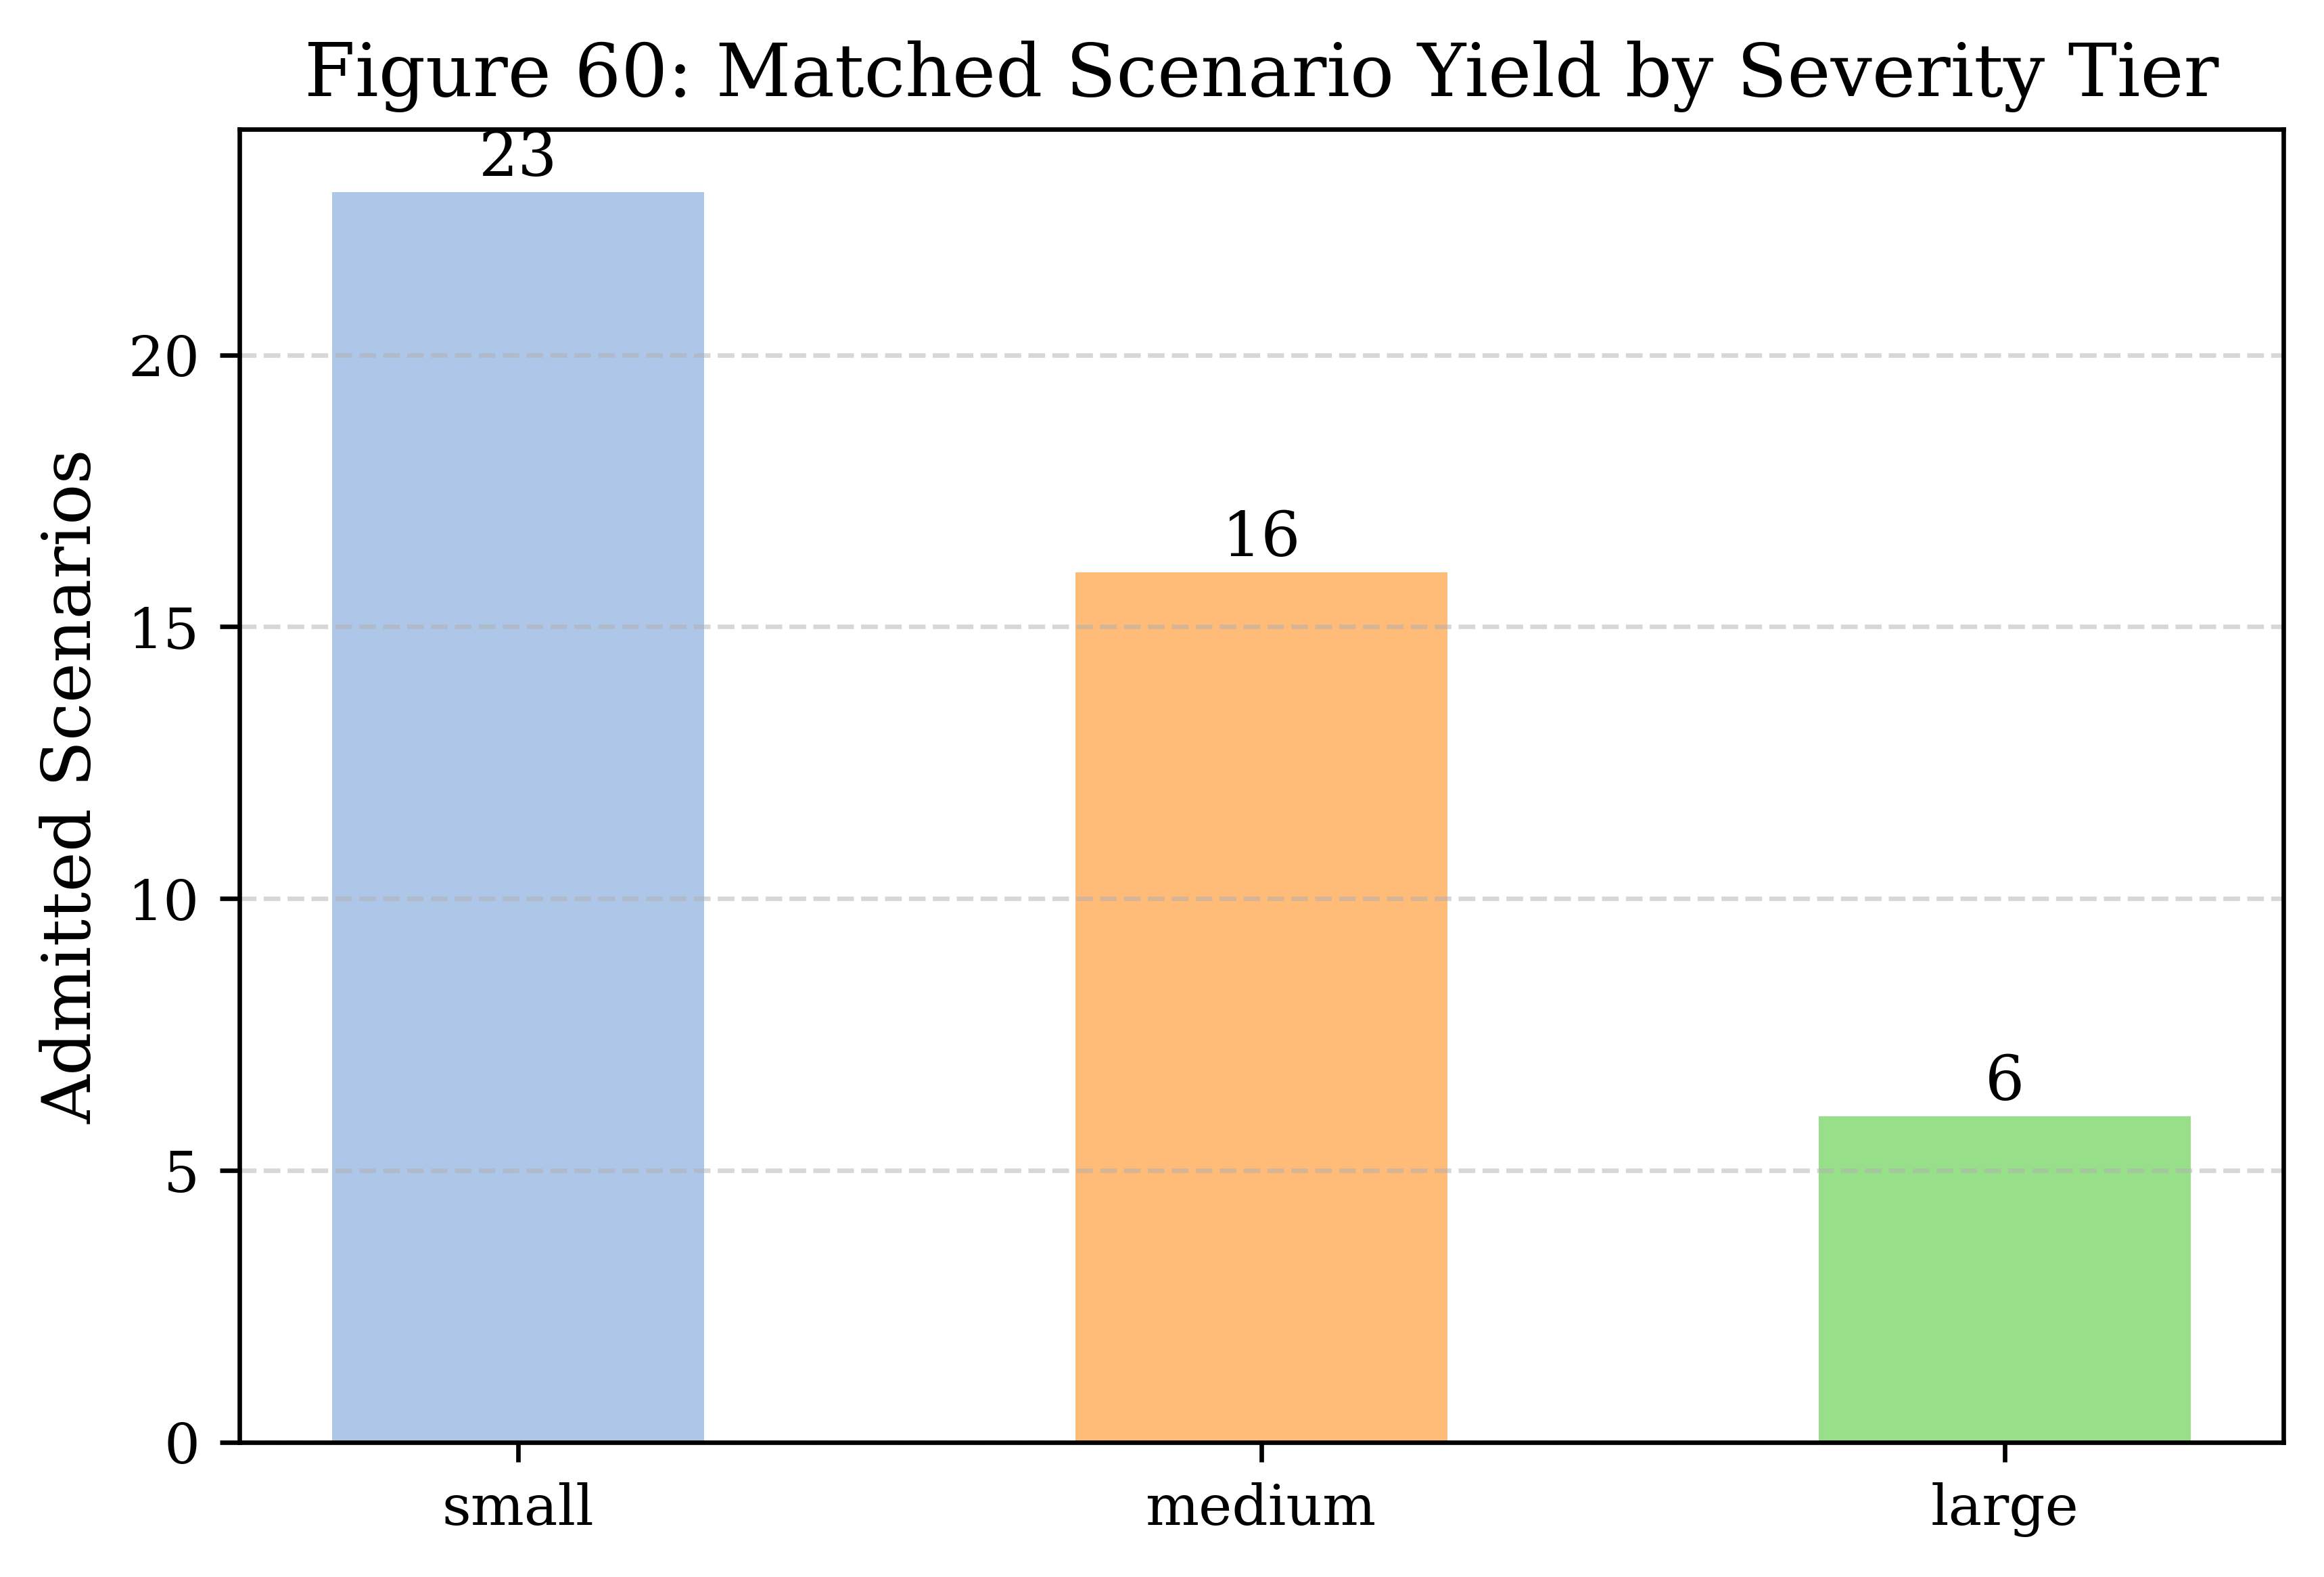 Figure 60: Matched Scenario Yield by Severity Tier
23
20
16
15
Admitted Scenarios
10
6
5
0
small
medium
large